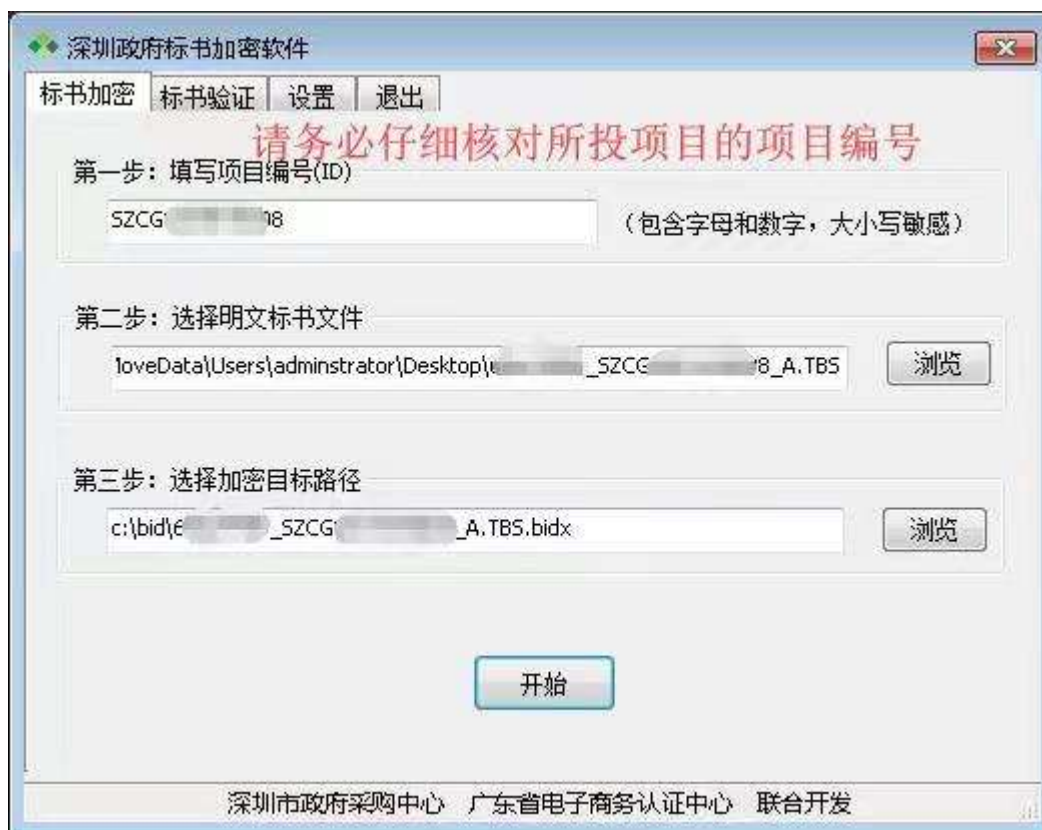 深圳政府标书加密软件
标书加密 标书验证 设置 退出
请务必仔细核对所投项目的项目编号
第一步：填写项目编号(ID)
SZCG 08 （包含字母和数字，大小写敏感）
第二步：选择明文标书文件
loveData\Users\adminstrator\Desktop\ _SZCG 8_A.TBS 浏览
第三步：选择加密目标路径
c:\bid\6 _SZCG _A.TBS.bidx 浏览
开始
深圳市政府采购中心 广东省电子商务认证中心 联合开发